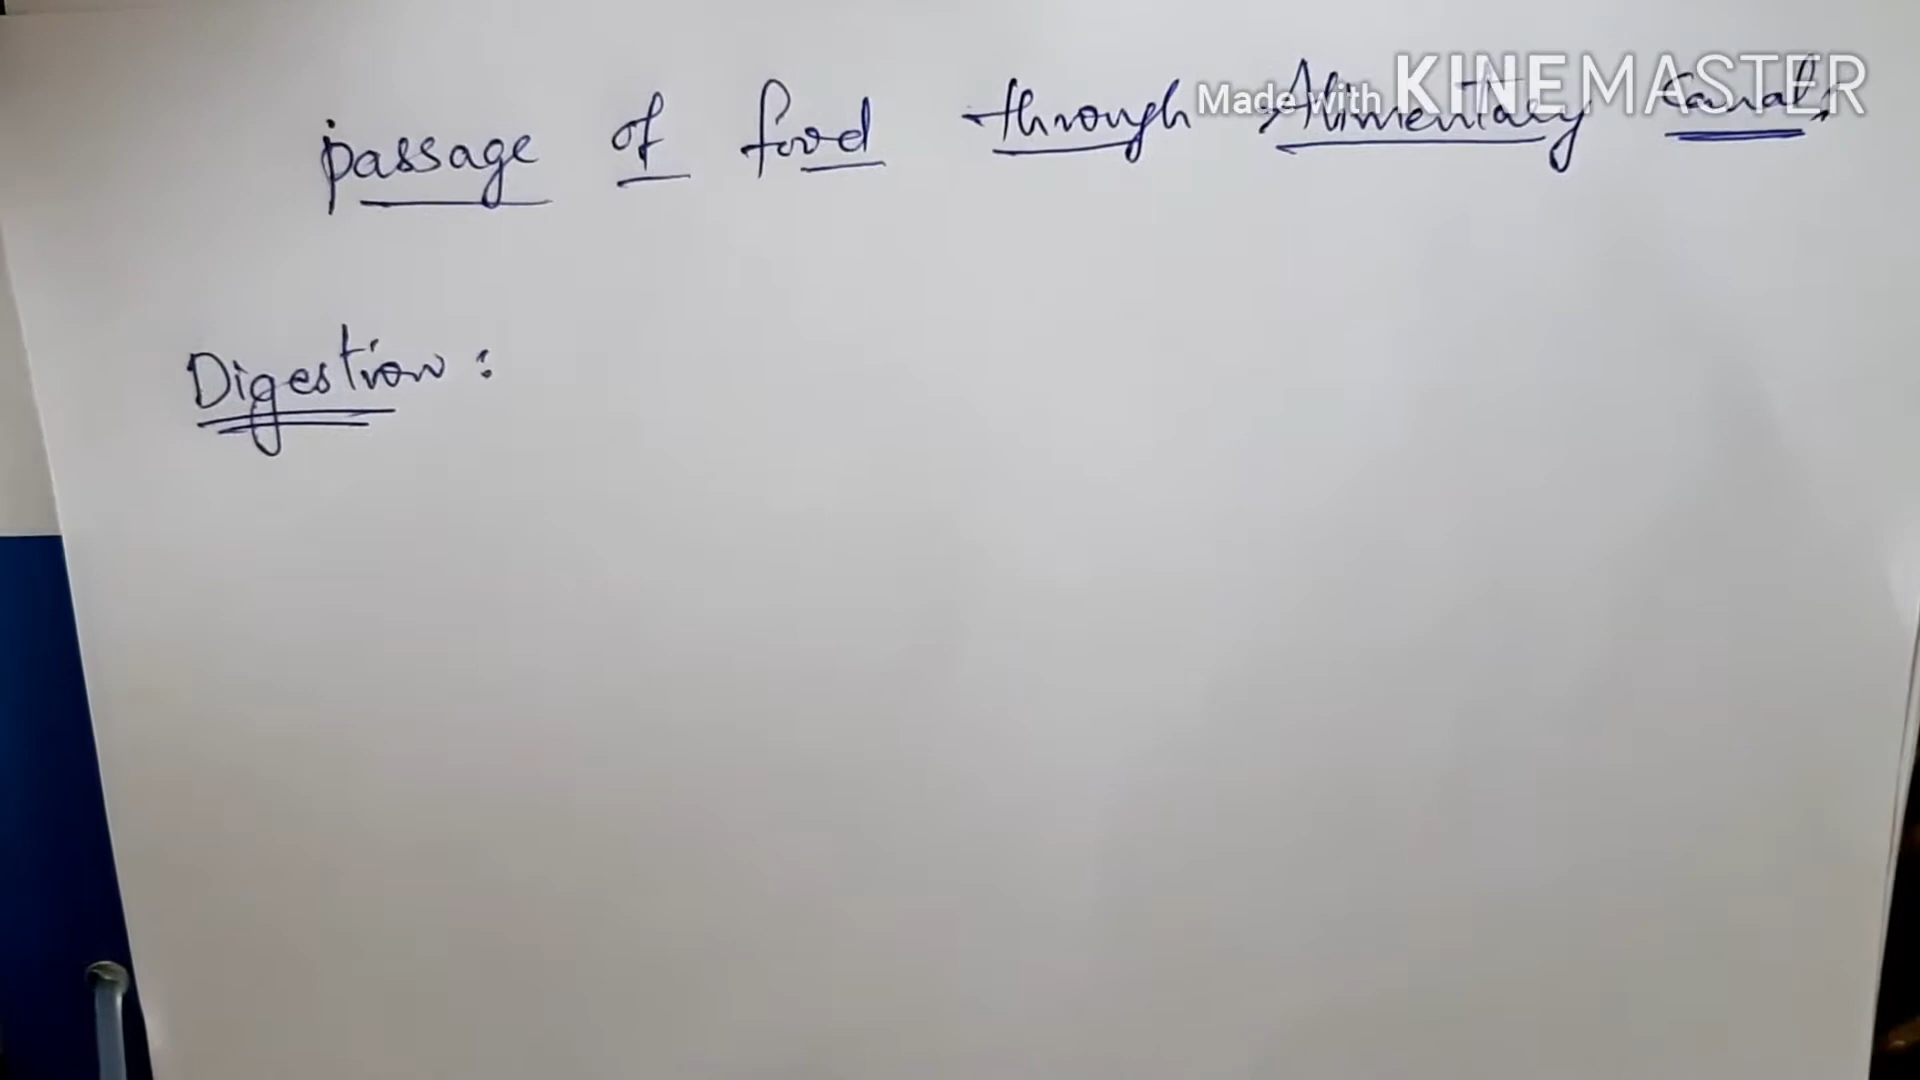 passage of food through Alimentary Canal:
Made with KINEMASTER
Digestion: